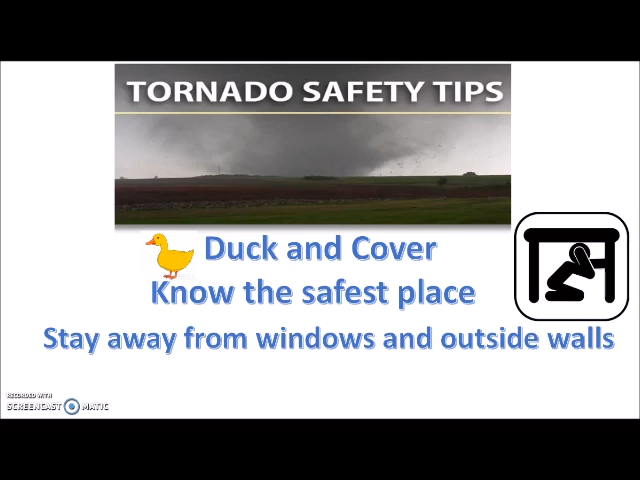 TORNADO SAFETY TIPS
Duck and Cover
Know the safest place
Stay away from windows and outside walls
RECORDED WITH
SCREENCAST MATIC